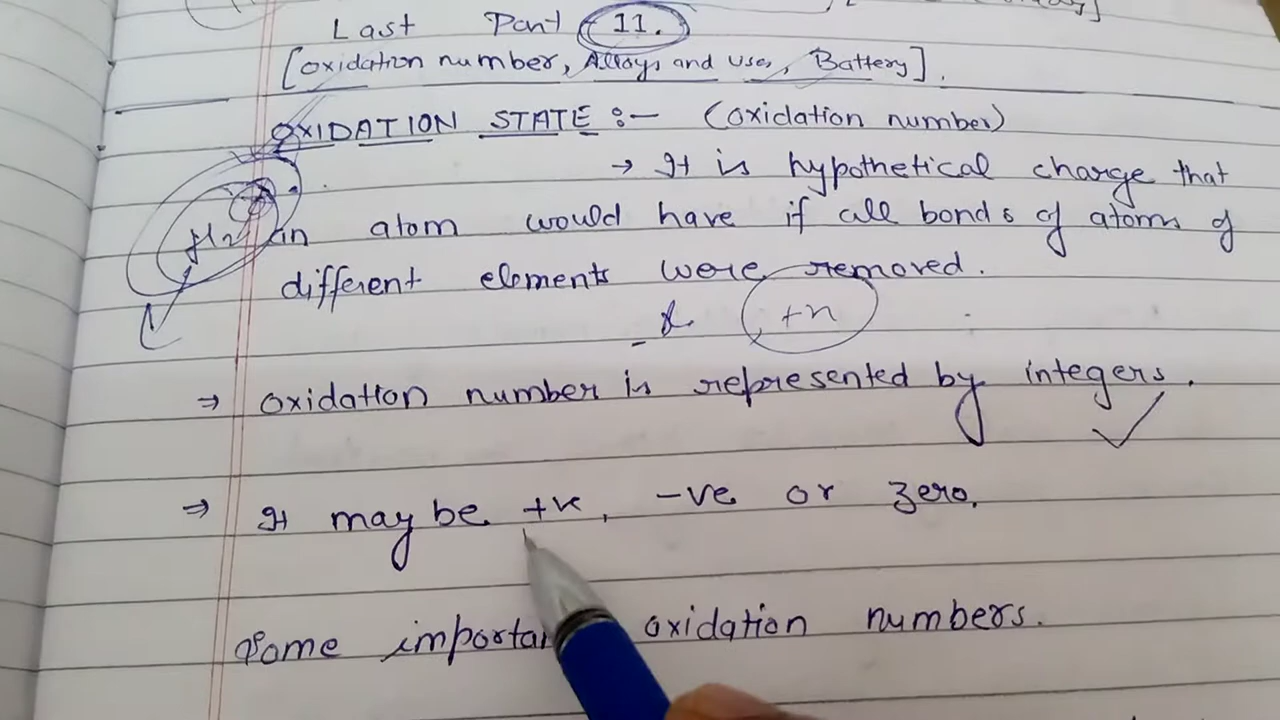 Last Part - 11.
[oxidation number, Alloys and uses, Battery].
OXIDATION STATE :- (oxidation number)
→ It is hypothetical charge that
an atom would have if all bonds of atoms of
different elements were removed.
+n
⇒ oxidation number is represented by integers.
⇒ It may be +ve, -ve or zero.
Some oxidation numbers.